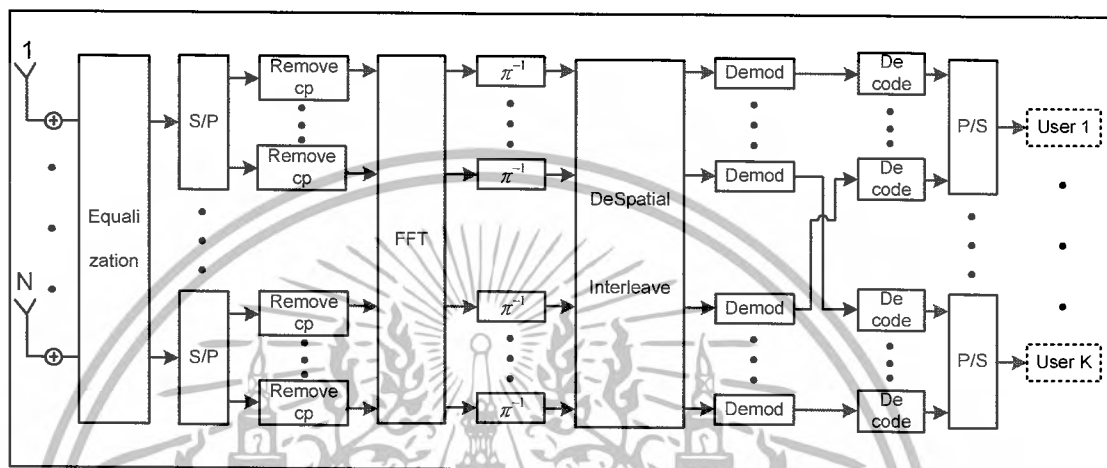 1
N
Equali
zation
S/P
S/P
Remove
cp
Remove
cp
Remove
cp
Remove
cp
FFT
π⁻¹
π⁻¹
π⁻¹
π⁻¹
DeSpatial
Interleave
Demod
Demod
Demod
Demod
De
code
De
code
De
code
De
code
P/S
P/S
User 1
User K